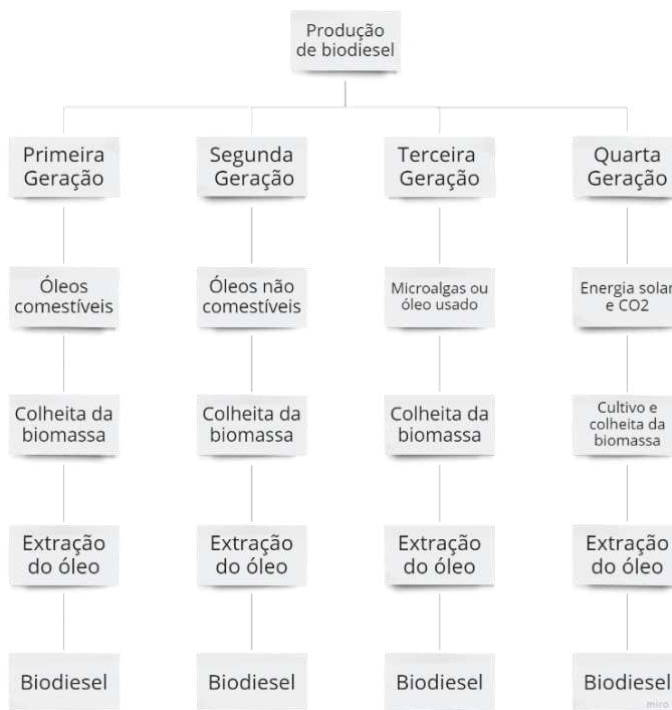 Produção
de biodiesel
Primeira
Geração
Segunda
Geração
Terceira
Geração
Quarta
Geração
Óleos
comestíveis
Óleos não
comestíveis
Microalgas ou
óleo usado
Energia solar
e CO2
Colheita da
biomassa
Colheita da
biomassa
Colheita da
biomassa
Cultivo e
colheita da
biomassa
Extração
do óleo
Extração
do óleo
Extração
do óleo
Extração
do óleo
Biodiesel
Biodiesel
Biodiesel
Biodiesel
miro